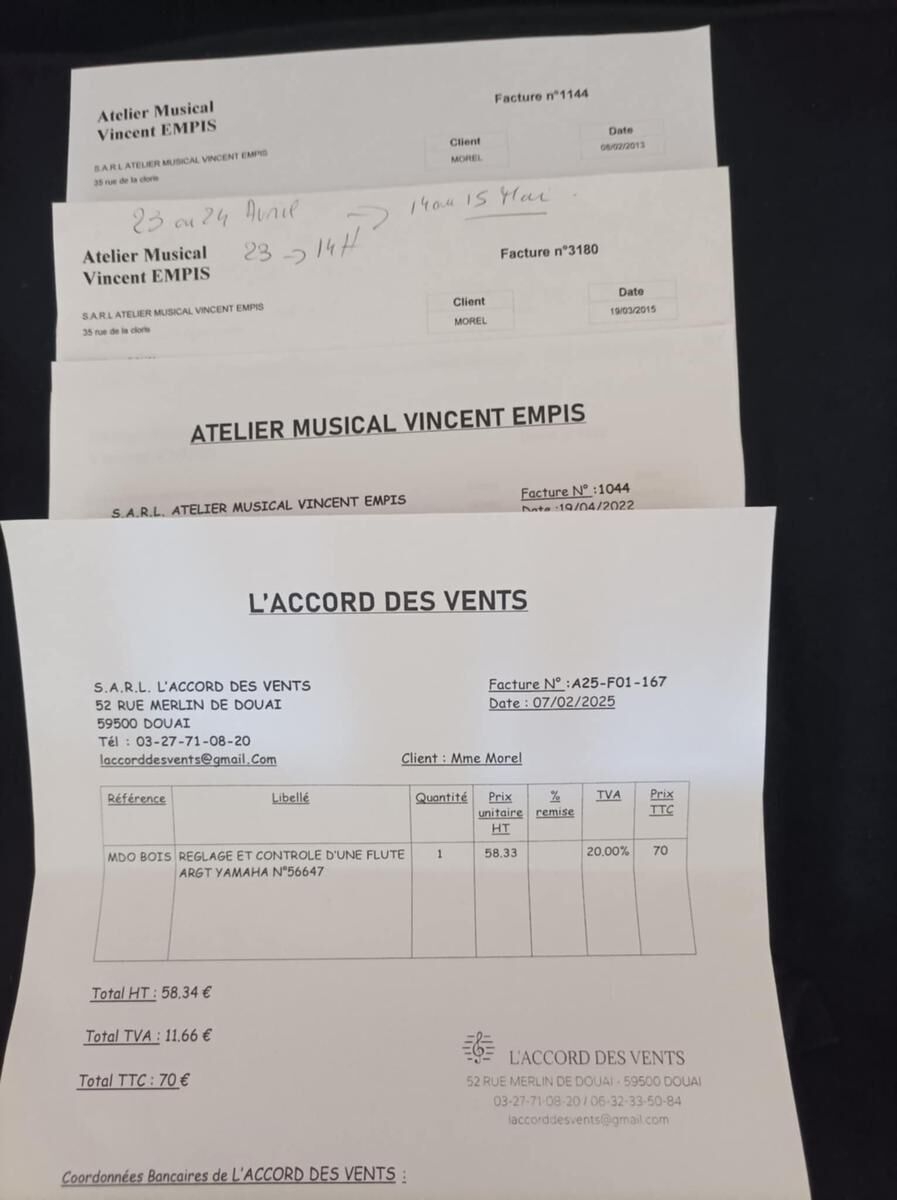 Atelier Musical
Vincent EMPIS
Facture n°1144
S.A.R.L ATELIER MUSICAL VINCENT EMPIS
35 rue de la cloris
Client
MOREL
Date
08/02/2013
23 ou 24 Avril -> 14 ou 15 Mai
23 -> 14H
Atelier Musical
Vincent EMPIS
Facture n°3180
S.A.R.L ATELIER MUSICAL VINCENT EMPIS
35 rue de la cloris
Client
MOREL
Date
19/03/2015
ATELIER MUSICAL VINCENT EMPIS
S.A.R.L. ATELIER MUSICAL VINCENT EMPIS
Facture N° :1044
Date :19/04/2022
L'ACCORD DES VENTS
S.A.R.L. L'ACCORD DES VENTS
52 RUE MERLIN DE DOUAI
59500 DOUAI
Tél : 03-27-71-08-20
laccorddesvents@gmail.Com
Facture N° :A25-F01-167
Date : 07/02/2025
Client : Mme Morel
Référence Libellé Quantité Prix unitaire HT % remise TVA Prix TTC
MDO BOIS REGLAGE ET CONTROLE D'UNE FLUTE 1 58.33 20,00% 70
ARGT YAMAHA N°56647
Total HT : 58.34 €
Total TVA : 11.66 €
Total TTC : 70 €
L'ACCORD DES VENTS
52 RUE MERLIN DE DOUAI - 59500 DOUAI
03-27-71-08-20 / 06-32-33-50-84
laccorddesvents@gmail.com
Coordonnées Bancaires de L'ACCORD DES VENTS :